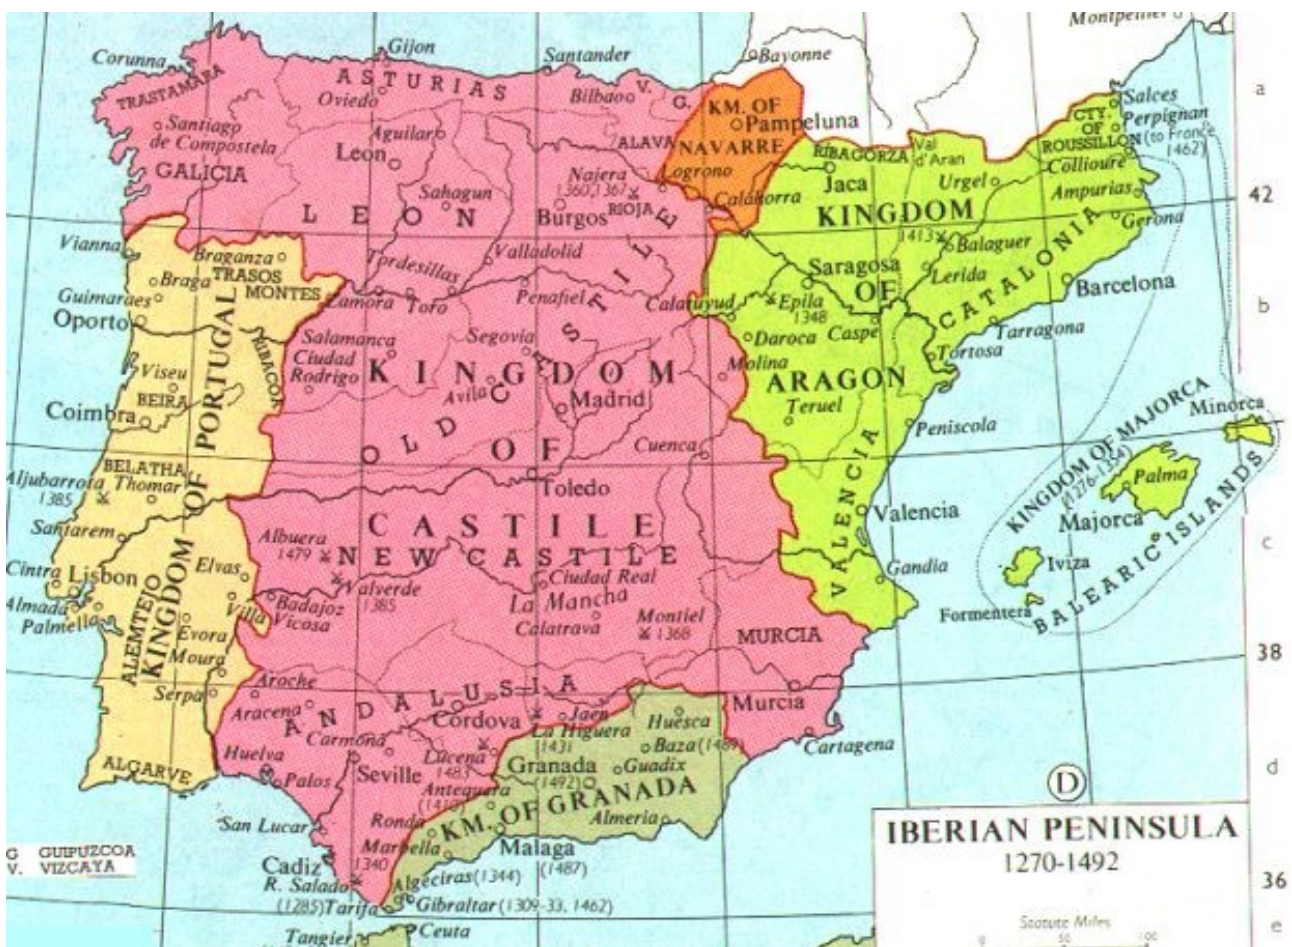 Montpellier
Bayonne
Gijon
Santander
Corunna
TRASTAMARA
ASTURIAS
Oviedo
Bilbao
V.
G.
KM. OF
NAVARRE
Pampeluna
Salces
Perpignan
(to France
1462)
CTY.
OF
ROUSSILLON
Collioure
a
Santiago
de Compostela
Aguilar
ALAVA
Leon
GALICIA
Najera
1360,1367
Logrono
RIOJA
Calahorra
RIBAGORZA
Val
d'Aran
Jaca
Urgel
Ampurias
Gerona
42
Sahagun
Burgos
LEON
KINGDOM
OF
ARAGON
1413
Balaguer
Lerida
CATALONIA
Barcelona
Vianna
Braganza
Braga
TRASOS
MONTES
Guimaraes
Oporto
Tordesillas
Valladolid
Zamora
Toro
Penafiel
Saragosa
Calatuyud
Epila
1348
Caspe
Daroca
Tarragona
Tortosa
b
Salamanca
Ciudad
Rodrigo
Segovia
Avila
Madrid
Molina
Teruel
Peniscola
RIBACOA
Viseu
BEIRA
Coimbra
KINGDOM
OF
CASTILE
OLD CASTILE
Cuenca
Toledo
NEW CASTILE
KINGDOM OF PORTUGAL
BELATHA
Aljubarrota
1385
Thomar
Santarem
Cintra
Lisbon
Almada
Palmella
ALEMTEJO
Elvas
Villa
Vicosa
Evora
Moura
Serpa
ALGARVE
Albuera
1479
Valverde
1385
Badajoz
Ciudad Real
La Mancha
Calatrava
Montiel
1368
VALENCIA
Valencia
Gandia
KINGDOM OF MAJORCA
(1276-1354)
Minorca
Palma
Majorca
Iviza
Formentera
BALEARIC ISLANDS
c
MURCIA
Murcia
Cartagena
38
Aroche
Aracena
ANDALUSIA
Cordova
Jaen
Carmona
La Higuera
1431
Huesca
Baza (1489)
Lucena
1483
Granada
(1492)
Guadix
Huelva
Palos
Seville
Antequera
(1410)
KM. OF GRANADA
Almeria
Ronda
Marbella
Malaga
(1487)
San Lucar
Cadiz
1340
R. Salado
(1285) Tarifa
Algeciras (1344)
Gibraltar (1309-33, 1462)
Tangier
Ceuta
d
D
IBERIAN PENINSULA
1270-1492
Statute Miles
0 50 100
36
e
G. GUIPUZCOA
V. VIZCAYA